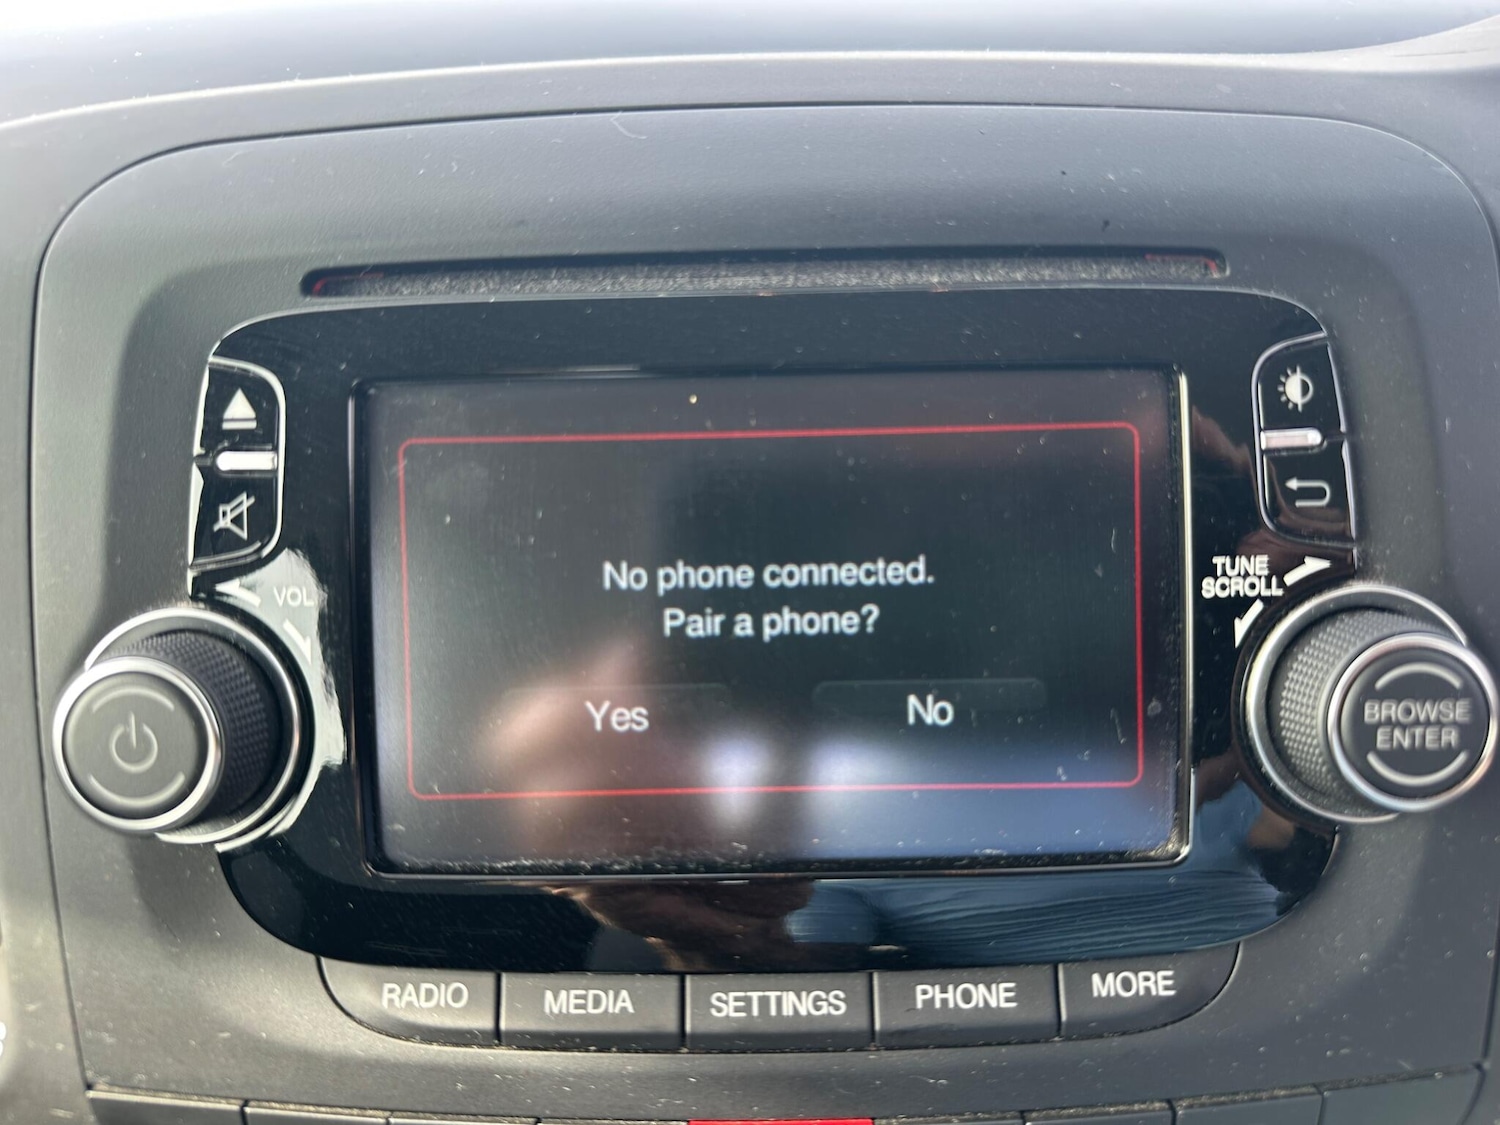 VOL
TUNE
SCROLL
No phone connected.
Pair a phone?
Yes
No
BROWSE
ENTER
RADIO
MEDIA
SETTINGS
PHONE
MORE